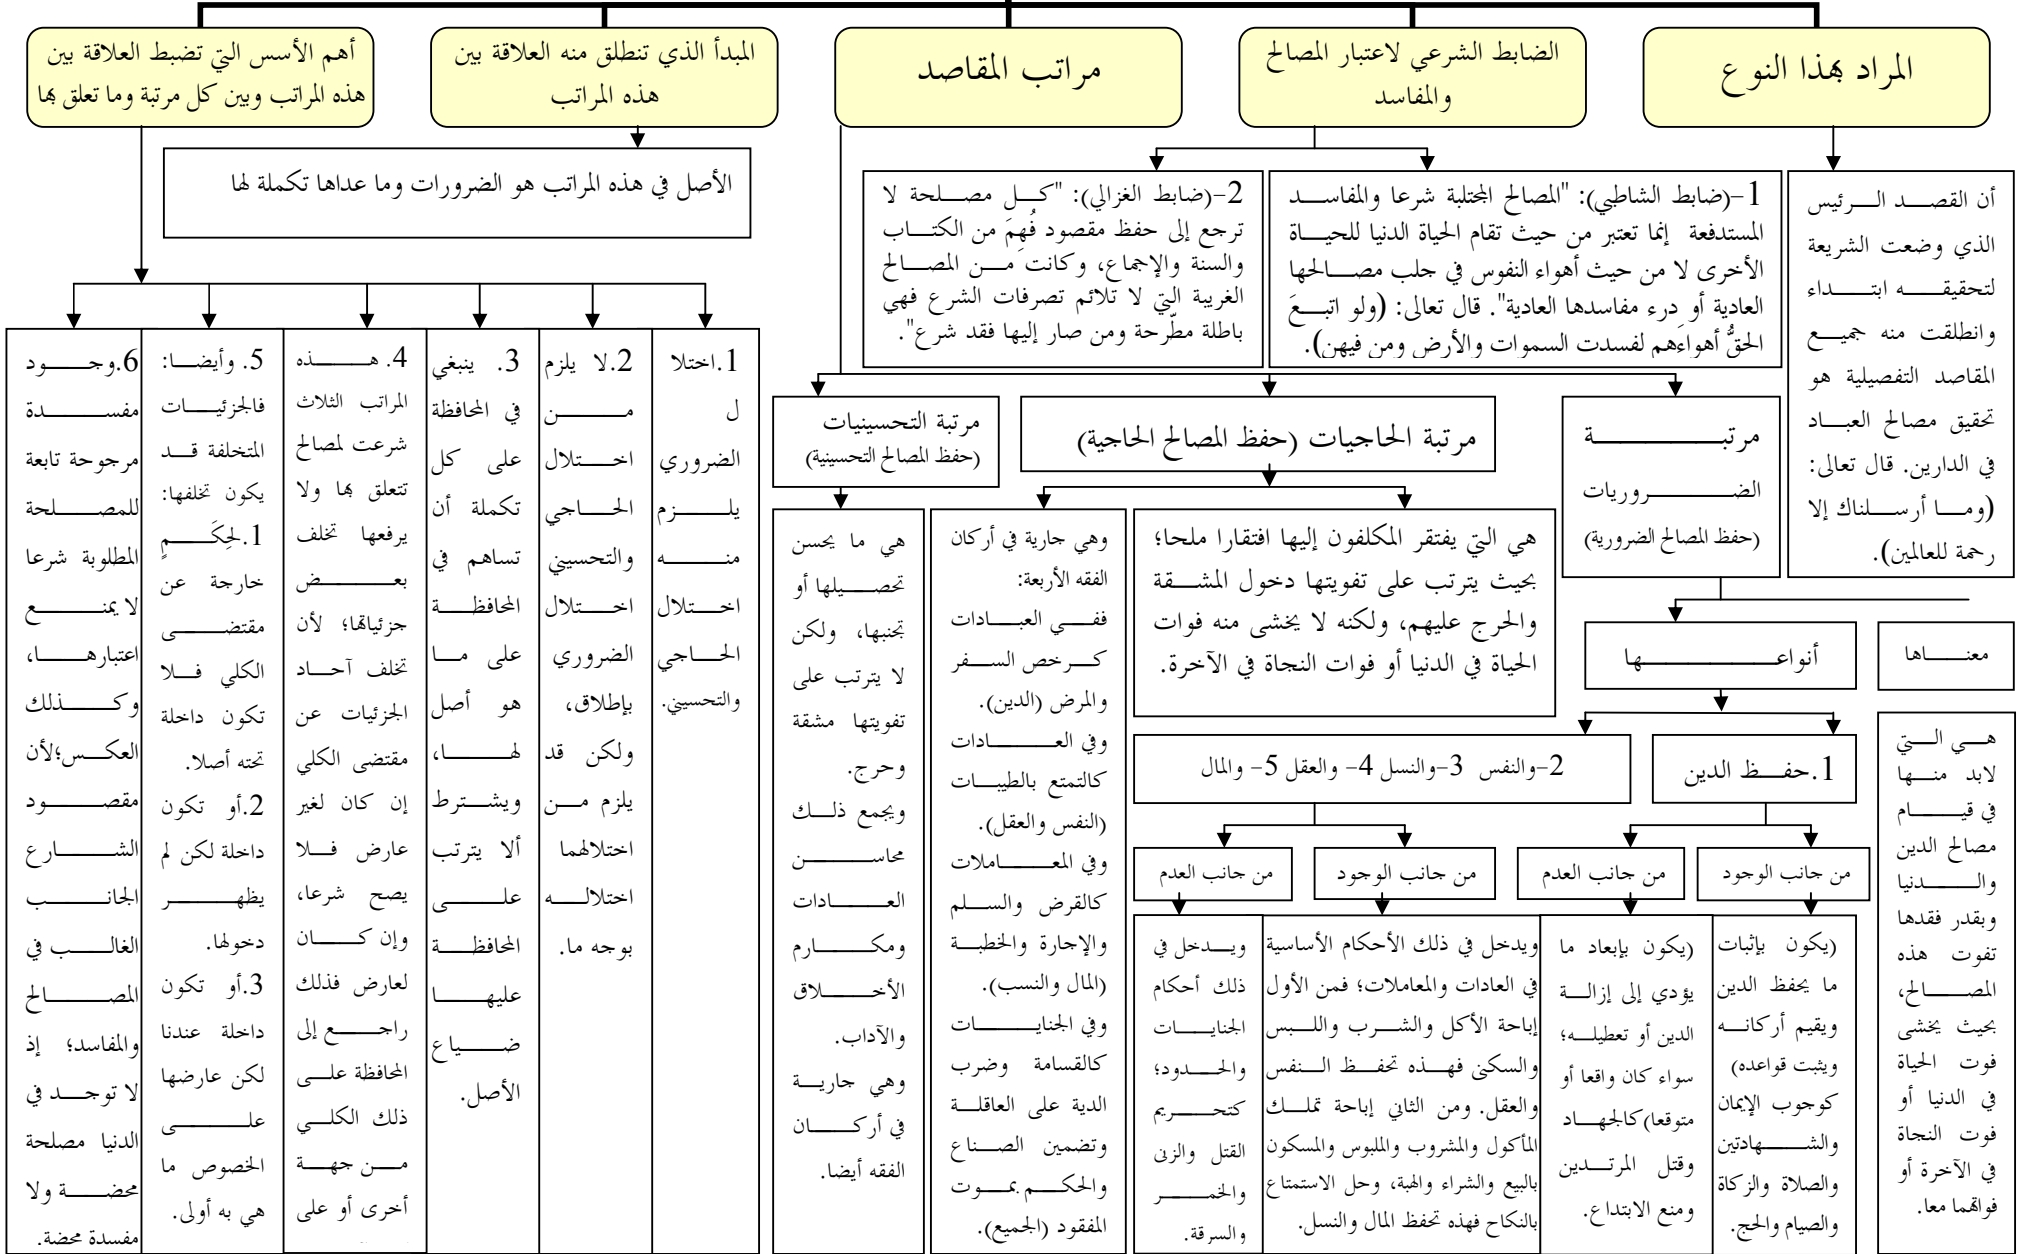 المراد بهذا النوع
الضابط الشرعي لاعتبار المصالح
والمفاسد
مراتب المقاصد
المبدأ الذي تنطلق منه العلاقة بين
هذه المراتب
أهم الأسس التي تضبط العلاقة بين
هذه المراتب وبين كل مرتبة وما تعلق بها
أن القصد الرئيس
الذي وضعت الشريعة
لتحقيقه ابتداء
وانطلقت منه جميع
المقاصد التفصيلية هو
تحقيق مصالح العباد
في الدارين. قال تعالى:
(وما أرسلناك إلا
رحمة للعالمين).
1-(ضابط الشاطبي): "المصالح المجتلبة شرعا والمفاسد
المستدفعة إنما تعتبر من حيث تقام الحياة الدنيا للحياة
الأخرى لا من حيث أهواء النفوس في جلب مصالحها
العادية أو درء مفاسدها العادية". قال تعالى: (ولو اتبعَ
الحقُّ أهواءهم لفسدت السموات والأرض ومن فيهن).
2-(ضابط الغزالي): "كل مصلحة لا
ترجع إلى حفظ مقصود فُهِمَ من الكتاب
والسنة والإجماع، وكانت من المصالح
الغريبة التي لا تلائم تصرفات الشرع فهي
باطلة مطّرحة ومن صار إليها فقد شرع".
الأصل في هذه المراتب هو الضرورات وما عداها تكملة لها
مرتبة
الضروريات
(حفظ المصالح الضرورية)
مرتبة الحاجيات (حفظ المصالح الحاجية)
مرتبة التحسينيات
(حفظ المصالح التحسينية)
معناها
أنواعها
هي التي
لابد منها
في قيام
مصالح الدين
والدنيا
وبقدر فقدها
تفوت هذه
المصالح،
بحيث يخشى
فوت الحياة
في الدنيا أو
فوت النجاة
في الآخرة أو
فواتهما معا.
1.حفظ الدين
2-والنفس 3-والنسل 4- والعقل 5- والمال
من جانب الوجود
من جانب العدم
من جانب الوجود
من جانب العدم
(يكون بإثبات
ما يحفظ الدين
ويقيم أركانه
ويثبت قواعده)
كوجوب الإيمان
والشهادتين
والصلاة والزكاة
والصيام والحج.
(يكون بإبعاد ما
يؤدي إلى إزالة
الدين أو تعطيله؛
سواء كان واقعا أو
متوقعا)كالجهاد
وقتل المرتدين
ومنع الابتداع.
ويدخل في ذلك الأحكام الأساسية
في العادات والمعاملات؛ فمن الأول
إباحة الأكل والشرب واللبس
والسكنى فهذه تحفظ النفس
والعقل. ومن الثاني إباحة تملك
المأكول والمشروب والملبوس والمسكون
بالبيع والشراء والهبة، وحل الاستمتاع
بالنكاح فهذه تحفظ المال والنسل.
ويدخل في
ذلك أحكام
الجنايات
والحدود؛
كتحريم
القتل والزنى
والخمر
والسرقة.
هي التي يفتقر المكلفون إليها افتقارا ملحا؛
بحيث يترتب على تفويتها دخول المشقة
والحرج عليهم، ولكنه لا يخشى منه فوات
الحياة في الدنيا أو فوات النجاة في الآخرة.
وهي جارية في أركان
الفقه الأربعة:
ففي العبادات
كرخص السفر
والمرض (الدين).
وفي العادات
كالتمتع بالطيبات
(النفس والعقل).
وفي المعاملات
كالقرض والسلم
والإجارة والخطبة
(المال والنسب).
وفي الجنايات
كالقسامة وضرب
الدية على العاقلة
وتضمين الصناع
والحكم بموت
المفقود (الجميع).
هي ما يحسن
تحصيلها أو
تجنبها، ولكن
لا يترتب على
تفويتها مشقة
وحرج.
ويجمع ذلك
محاسن
العادات
ومكارم
الأخلاق
والآداب.
وهي جارية
في أركان
الفقه أيضا.
1.اختلا
ل
الضروري
يلزم
منه
اختلال
الحاجي
والتحسيني.
2.لا يلزم
من
اختلال
الحاجي
والتحسيني
اختلال
الضروري
بإطلاق،
ولكن قد
يلزم من
اختلالهما
اختلاله
بوجه ما.
3. ينبغي
في المحافظة
على كل
تكملة أن
تساهم في
المحافظة
على ما
هو أصل
لها،
ويشترط
ألا يترتب
على
المحافظة
عليها
ضياع
الأصل.
4. هذه
المراتب الثلاث
شرعت لمصالح
تتعلق بها ولا
يرفعها تخلف
بعض
جزئياتها؛ لأن
تخلف آحاد
الجزئيات عن
مقتضى الكلي
إن كان لغير
عارض فلا
يصح شرعا،
وإن كان
لعارض فذلك
راجع إلى
المحافظة على
ذلك الكلي
من جهة
أخرى أو على
5. وأيضا:
فالجزئيات
المتخلفة قد
يكون تخلفها:
1.لحِكَمٍ
خارجة عن
مقتضى
الكلي فلا
تكون داخلة
تحته أصلا.
2.أو تكون
داخلة لكن لم
يظهر
دخولها.
3.أو تكون
داخلة عندنا
لكن عارضها
على
الخصوص ما
هي به أولى.
6.وجود
مفسدة
مرجوحة تابعة
للمصلحة
المطلوبة شرعا
لا يمنع
اعتبارها،
وكذلك
العكس؛لأن
مقصود
الشارع
الجانب
الغالب في
المصالح
والمفاسد؛ إذ
لا توجد في
الدنيا مصلحة
محضة ولا
مفسدة محضة.